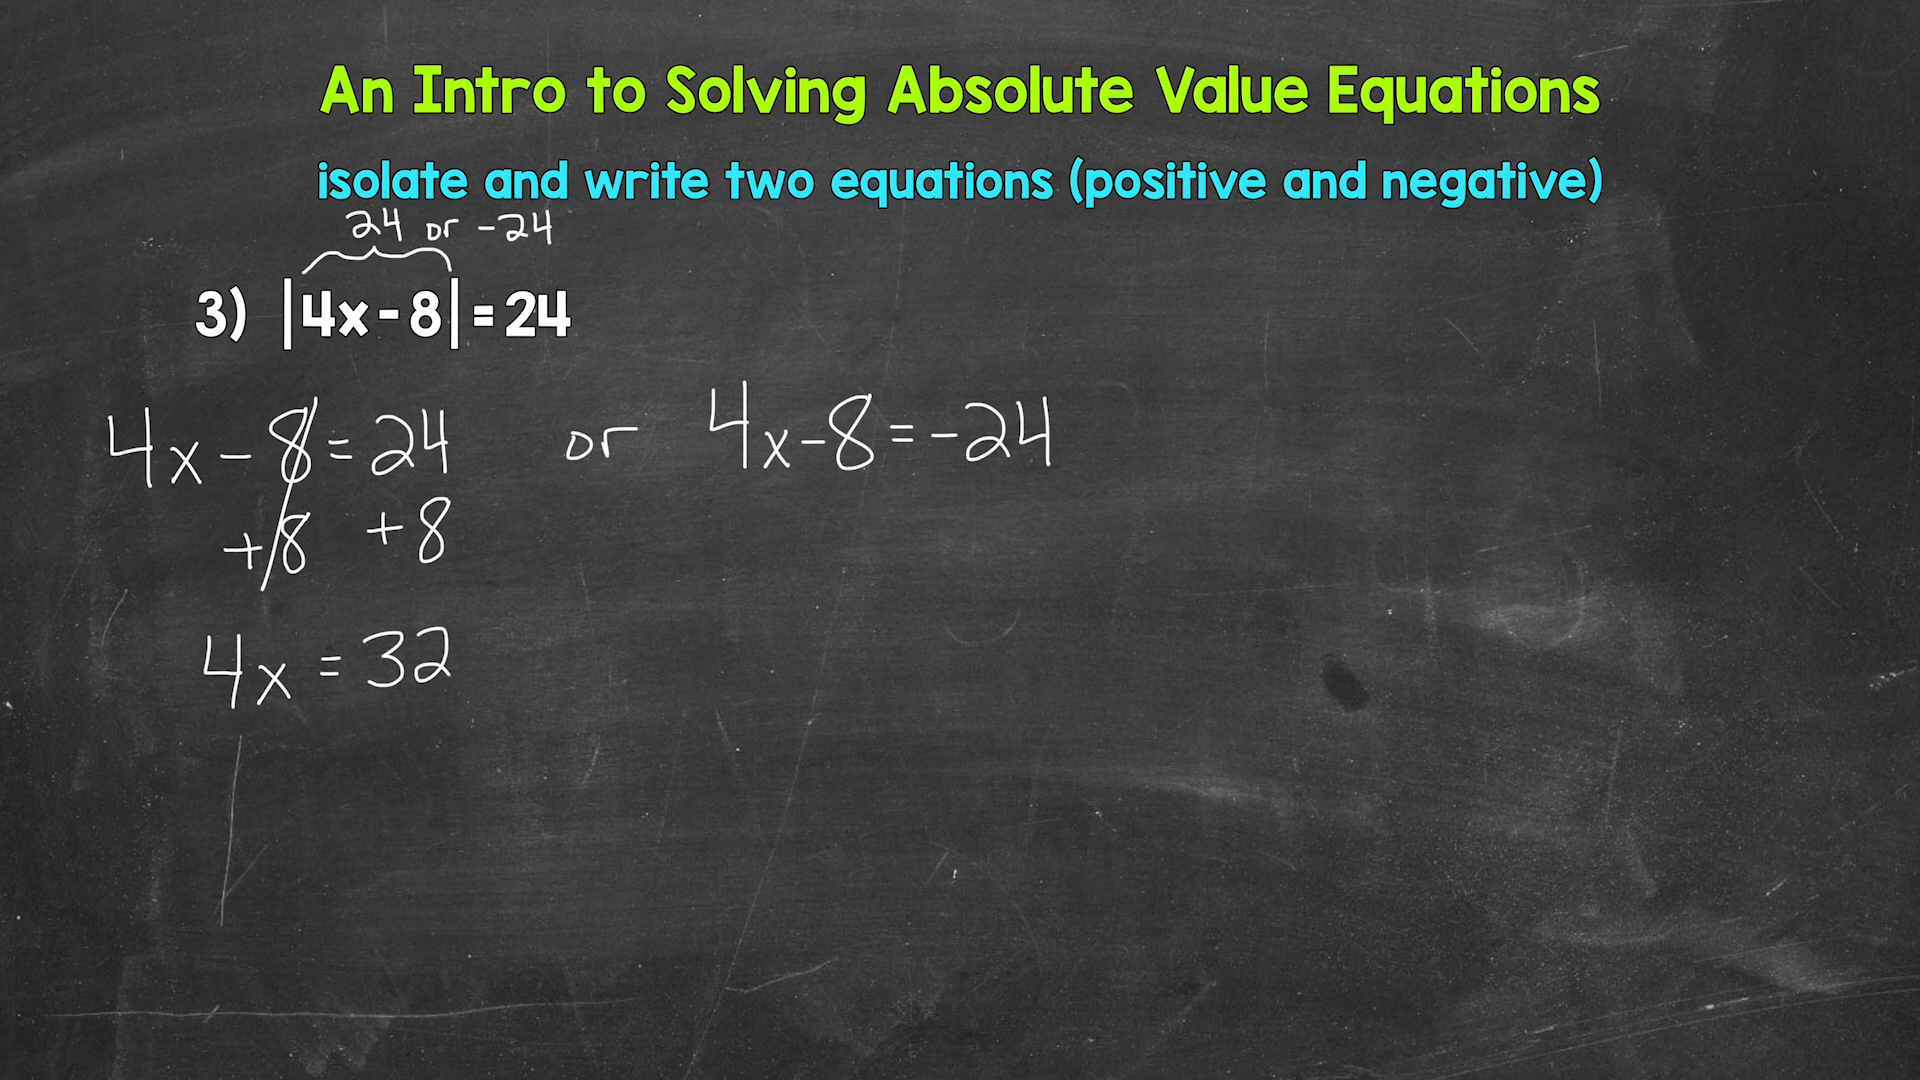 An Intro to Solving Absolute Value Equations
isolate and write two equations (positive and negative)
24 or -24
3) |4x-8|=24
4x-8=24 or 4x-8=-24
+8 +8
4x=32